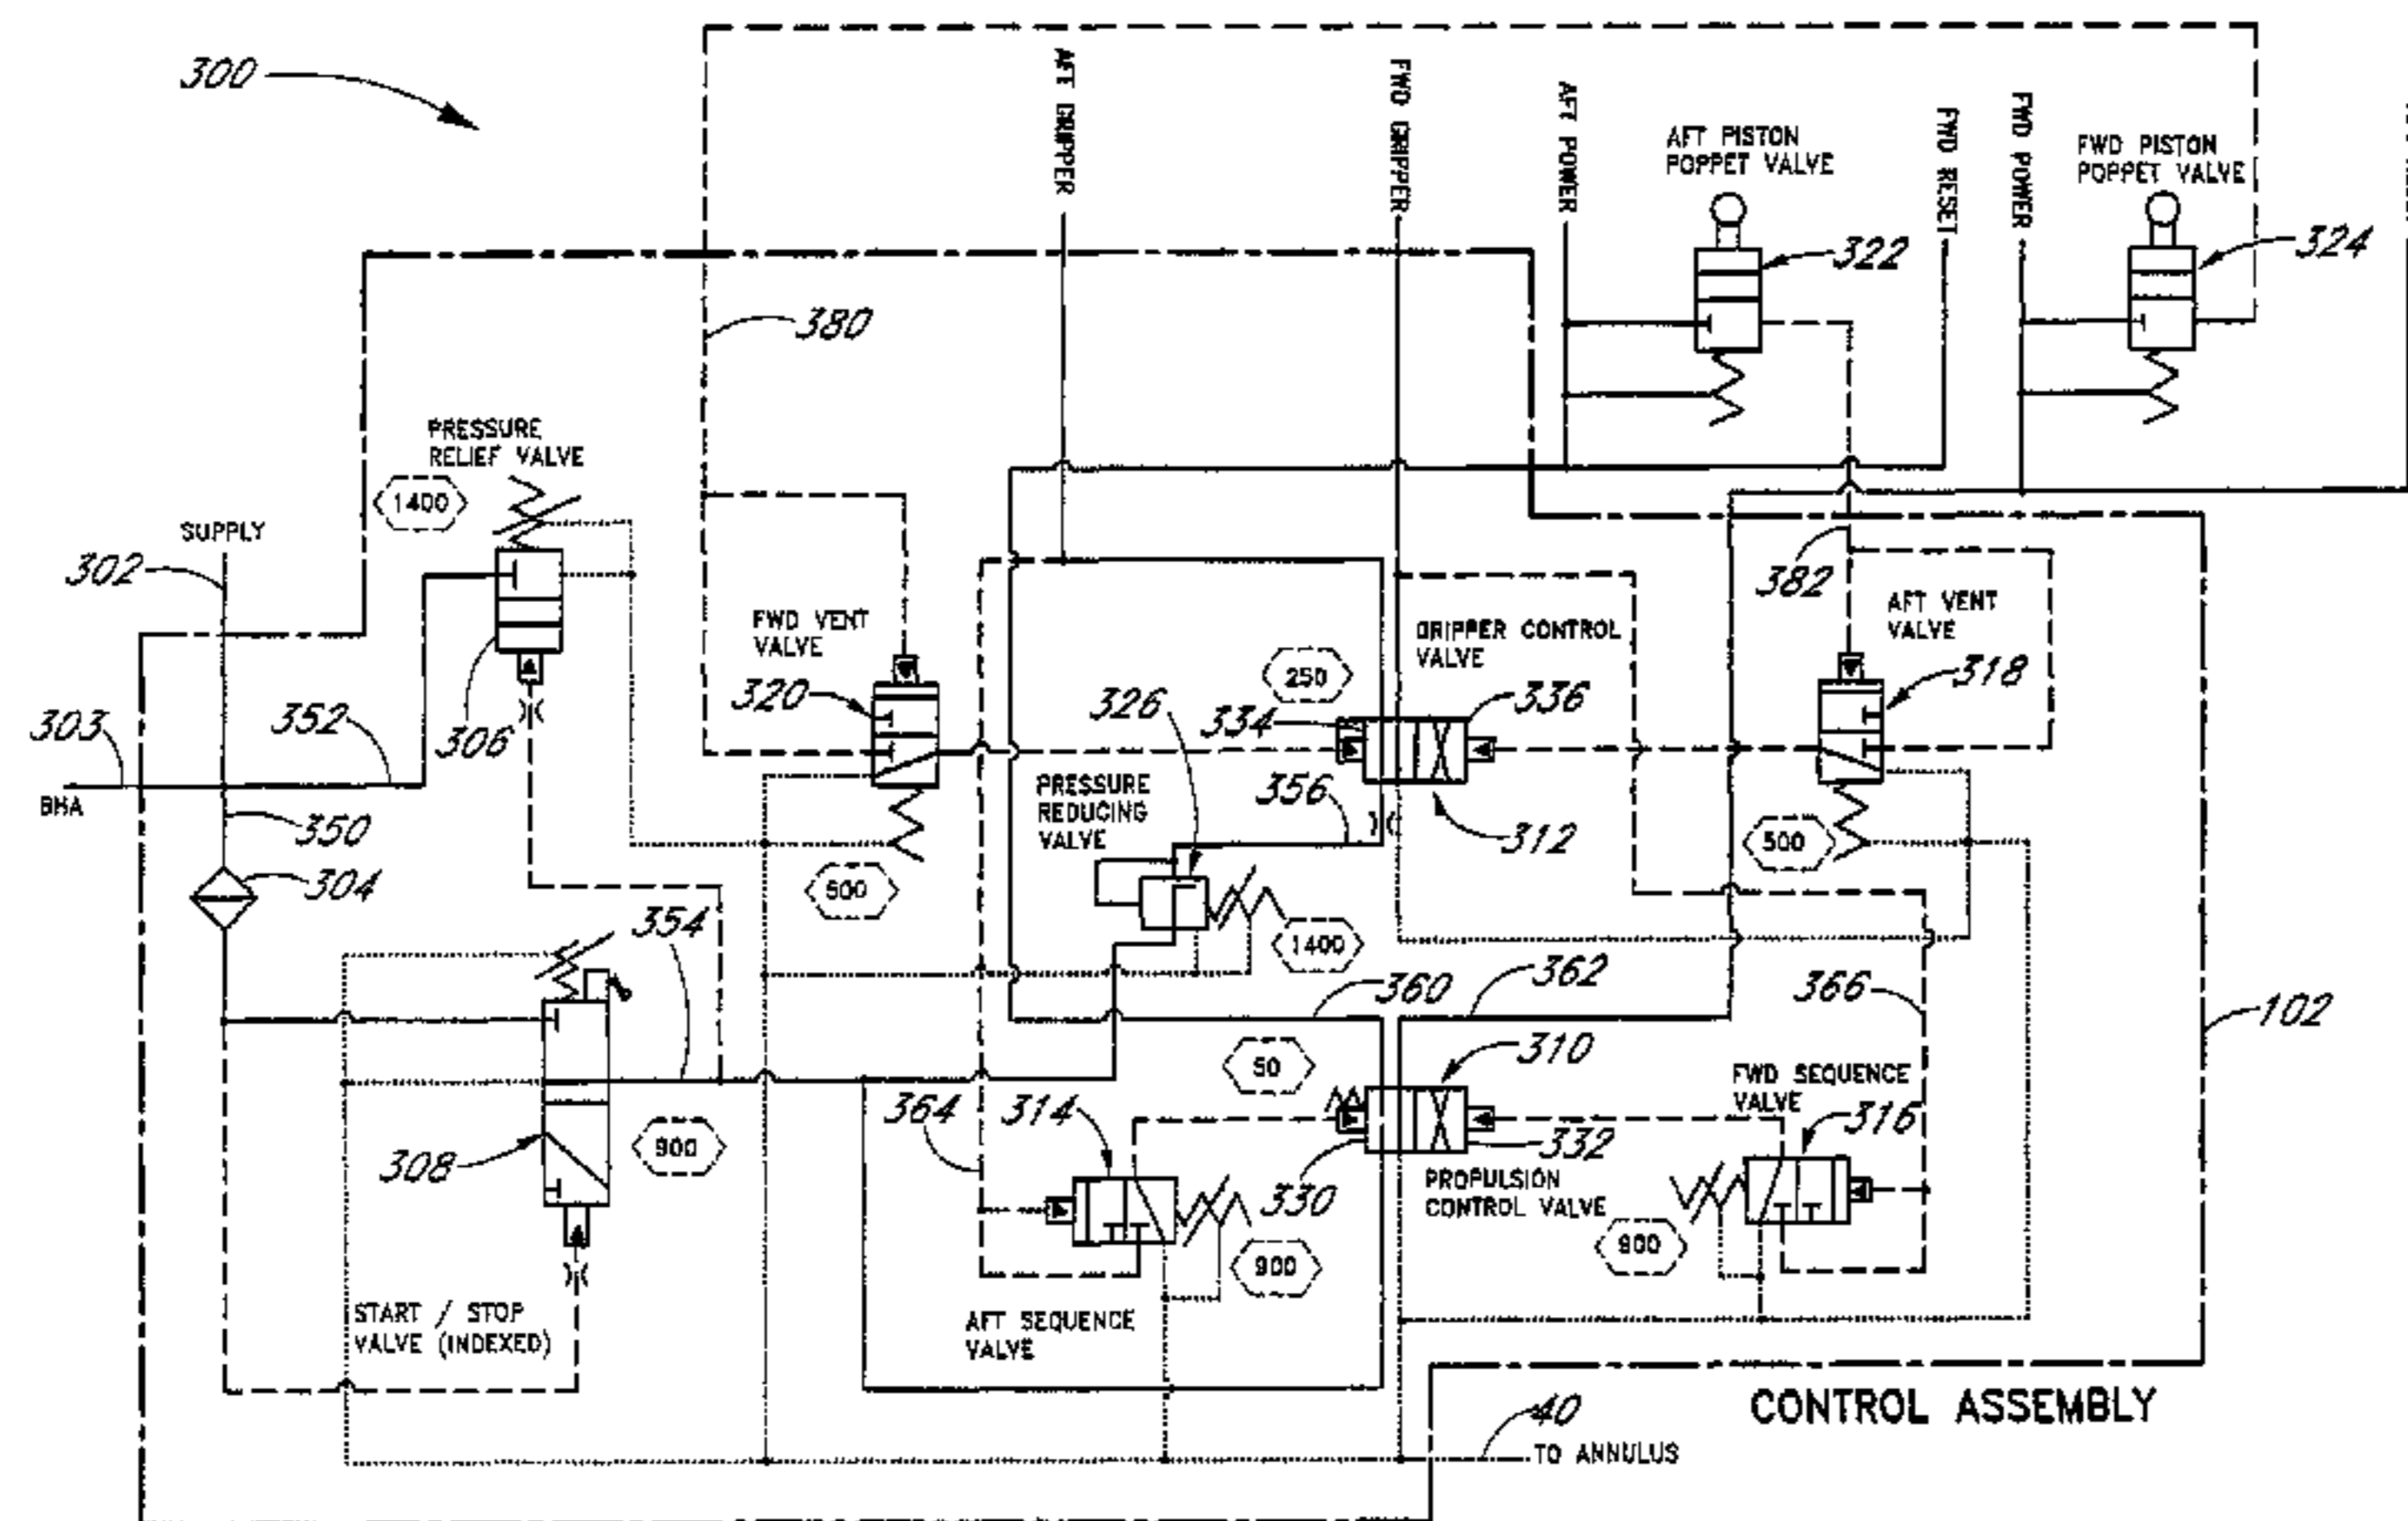 300
AFT GRIPPER
FWD GRIPPER
AFT POWER
AFT PISTON
POPPET VALVE
322
FWD RESET
FWD POWER
FWD PISTON
POPPET VALVE
324
380
PRESSURE
RELIEF VALVE
1400
SUPPLY
302
306
303
BHA
352
350
304
FWD VENT
VALVE
320
500
326
PRESSURE
REDUCING
VALVE
1400
250
334
GRIPPER CONTROL
VALVE
336
356
312
382
AFT VENT
VALVE
318
500
354
308
900
START / STOP
VALVE (INDEXED)
360
362
366
102
50
310
364
314
330
332
PROPULSION
CONTROL VALVE
900
AFT SEQUENCE
VALVE
FWD SEQUENCE
VALVE
316
900
CONTROL ASSEMBLY
40
TO ANNULUS